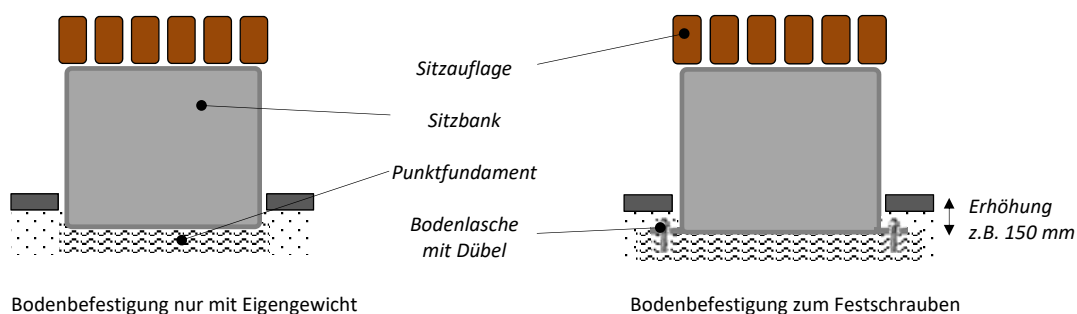 Sitzauflage
Sitzbank
Punktfundament
Bodenlasche
mit Dübel
Erhöhung
z.B. 150 mm
Bodenbefestigung nur mit Eigengewicht
Bodenbefestigung zum Festschrauben